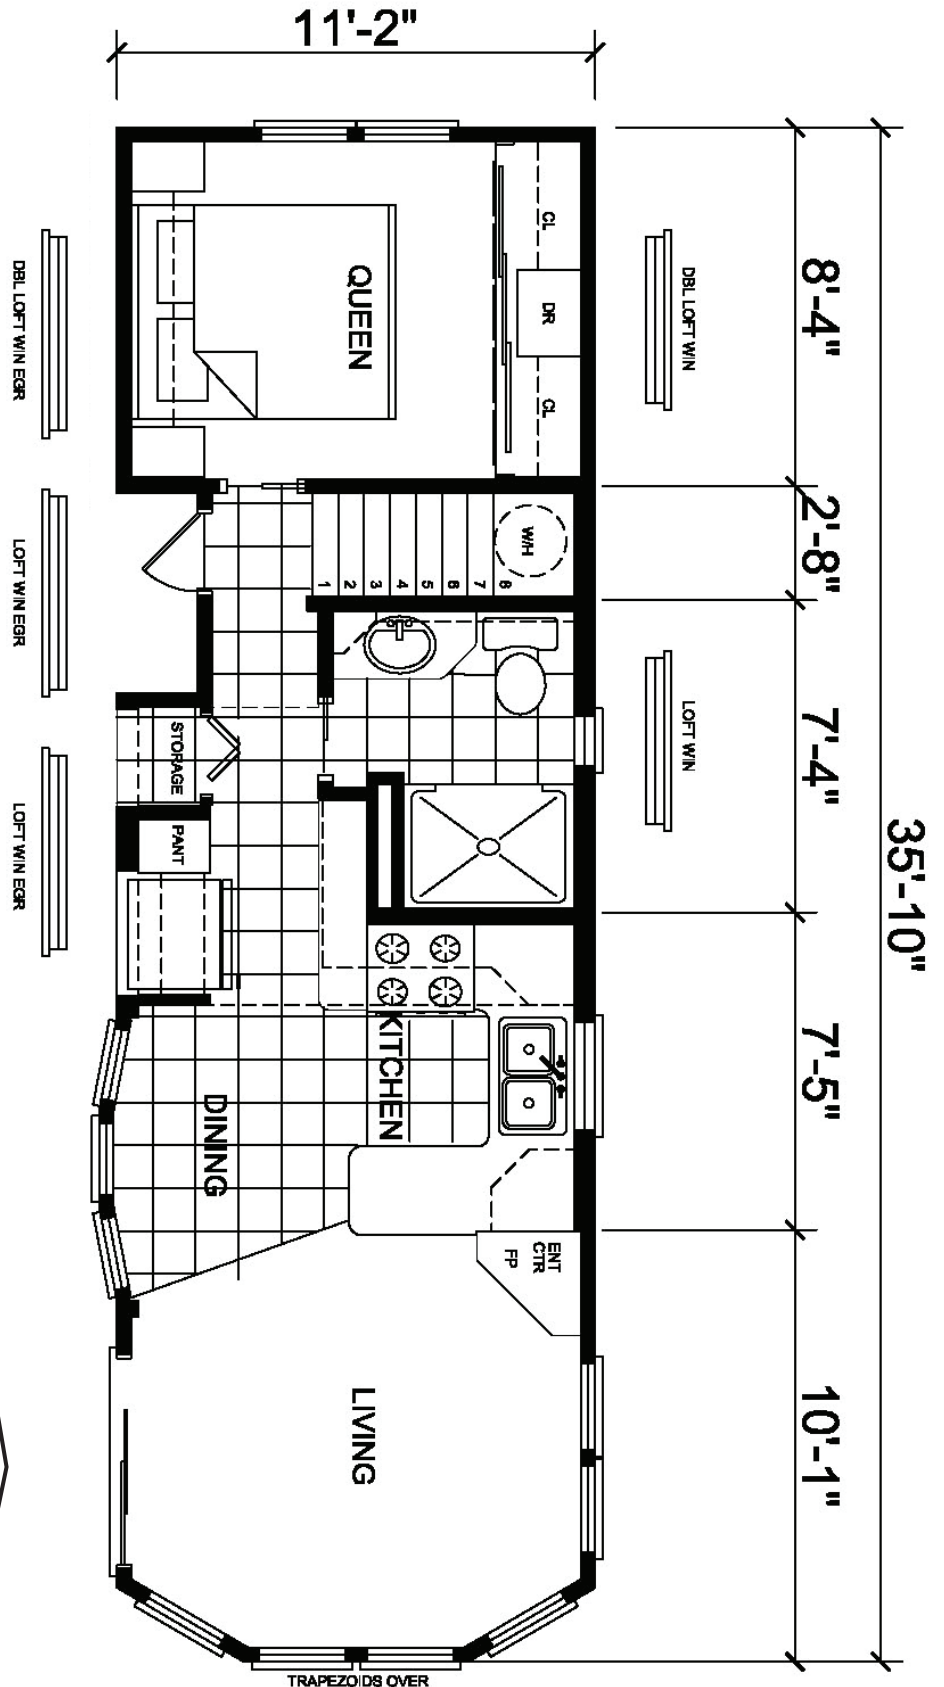 11'-2"
35'-10"
8'-4"
2'-8"
7'-4"
7'-5"
10'-1"
DBL LOFT WIN
LOFT WIN
DBL LOFT WIN EGR
LOFT WIN EGR
LOFT WIN EGR
CL
DR
CL
QUEEN
W/H
1
2
3
4
5
6
7
8
STORAGE
PANT
KITCHEN
DINING
ENT
CTR
FP
LIVING
TRAPEZOIDS OVER